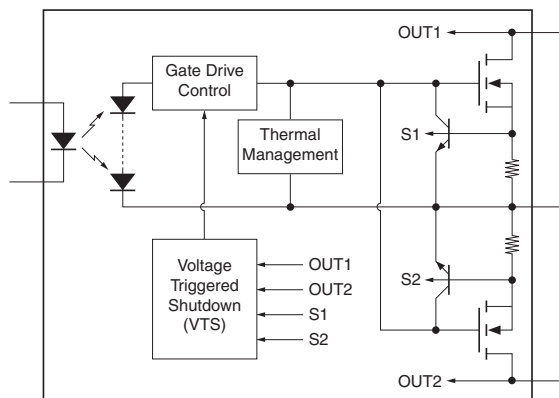 OUT1
Gate Drive
Control
S1
Thermal
Management
Voltage
Triggered
Shutdown
(VTS)
OUT1
OUT2
S1
S2
S2
OUT2